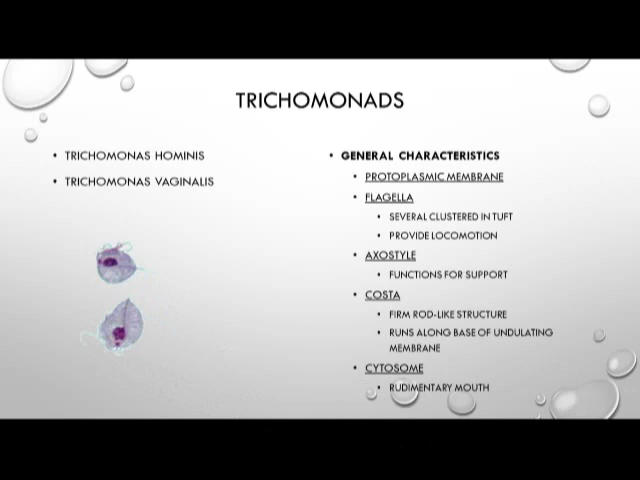 TRICHOMONADS
• TRICHOMONAS HOMINIS
• TRICHOMONAS VAGINALIS
• GENERAL CHARACTERISTICS
• PROTOPLASMIC MEMBRANE
• FLAGELLA
• SEVERAL CLUSTERED IN TUFT
• PROVIDE LOCOMOTION
• AXOSTYLE
• FUNCTIONS FOR SUPPORT
• COSTA
• FIRM ROD-LIKE STRUCTURE
• RUNS ALONG BASE OF UNDULATING
MEMBRANE
• CYTOSOME
• RUDIMENTARY MOUTH